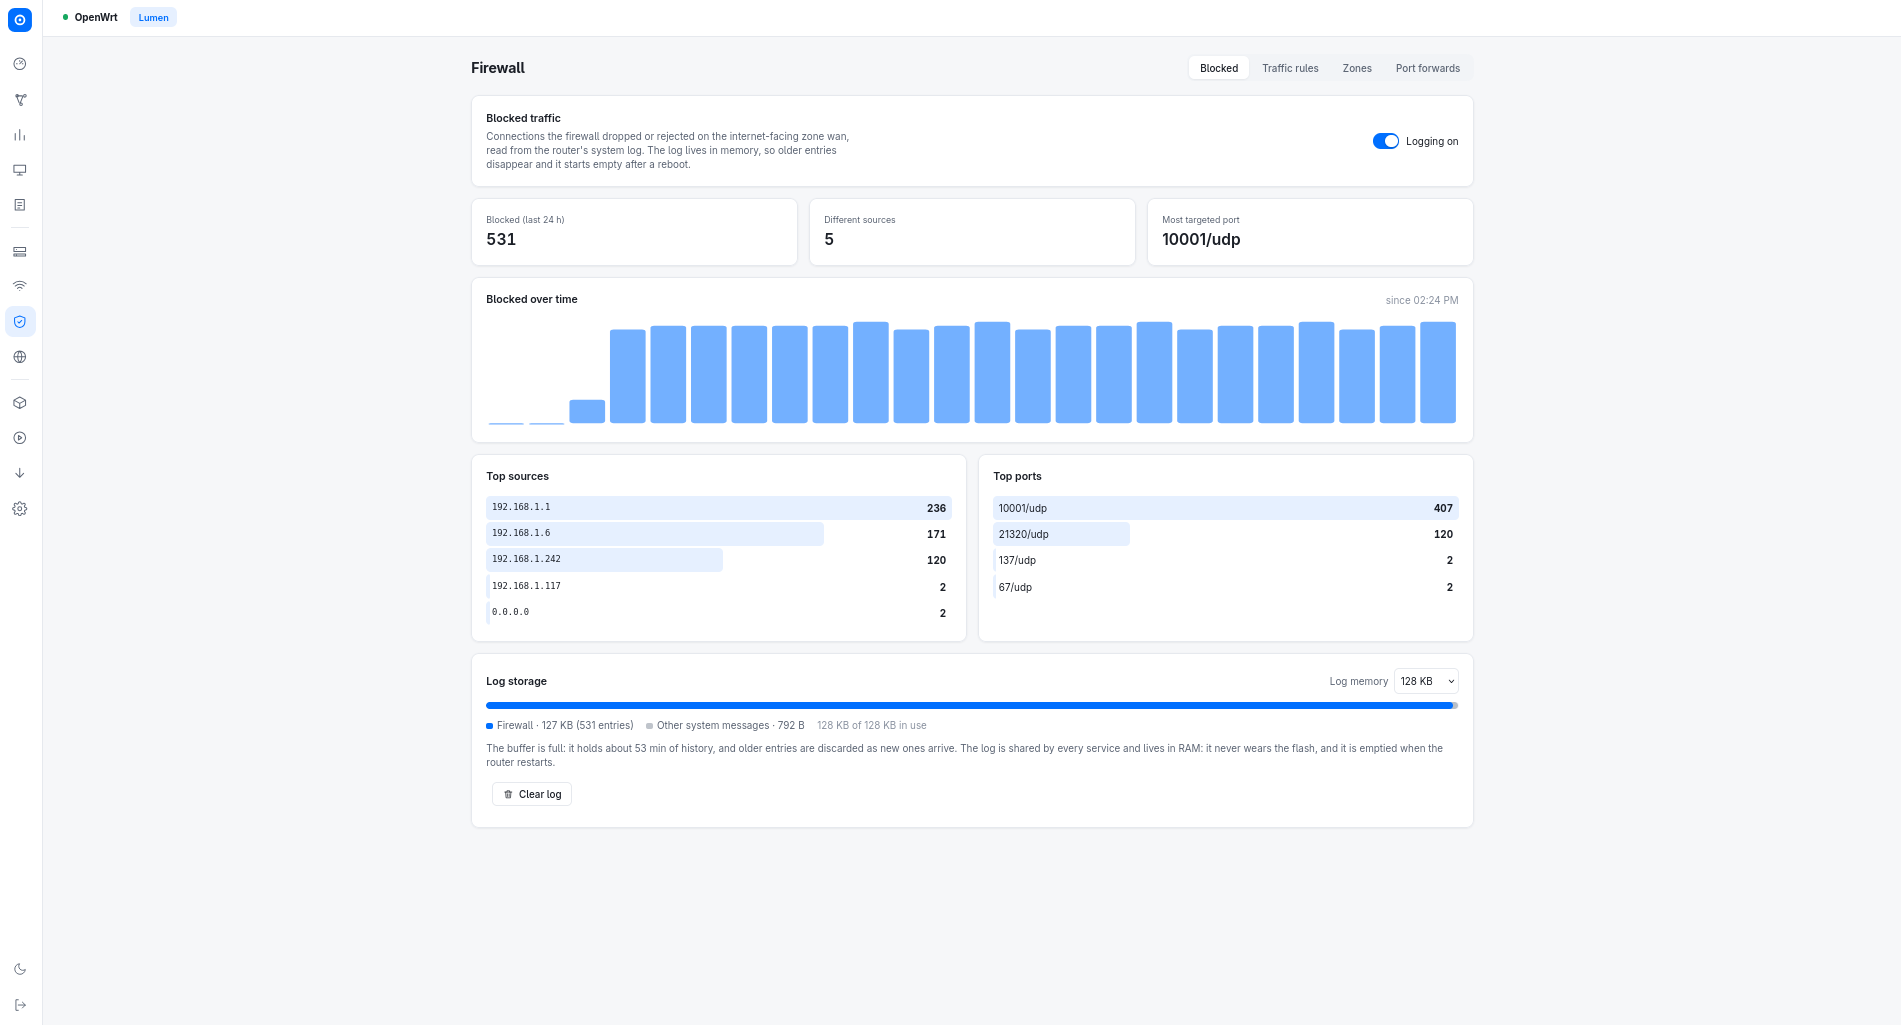 OpenWrt
Lumen
Firewall
Blocked
Traffic rules
Zones
Port forwards
Blocked traffic
Connections the firewall dropped or rejected on the internet-facing zone wan,
read from the router's system log. The log lives in memory, so older entries
disappear and it starts empty after a reboot.
Logging on
Blocked (last 24 h)
531
Different sources
5
Most targeted port
10001/udp
Blocked over time
since 02:24 PM
Top sources
192.168.1.1 236
192.168.1.6 171
192.168.1.242 120
192.168.1.117 2
0.0.0.0 2
Top ports
10001/udp 407
21320/udp 120
137/udp 2
67/udp 2
Log storage
Log memory 128 KB
Firewall · 127 KB (531 entries) Other system messages · 792 B 128 KB of 128 KB in use
The buffer is full: it holds about 53 min of history, and older entries are discarded as new ones arrive. The log is shared by every service and lives in RAM: it never wears the flash, and it is emptied when the
router restarts.
Clear log